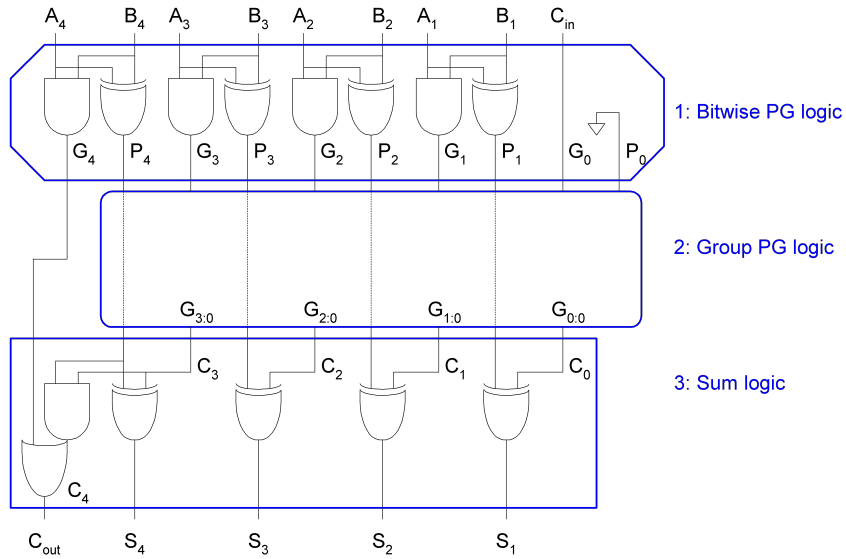 A4 B4 A3 B3 A2 B2 A1 B1 Cin
1: Bitwise PG logic
G4 P4 G3 P3 G2 P2 G1 P1 G0 P0
2: Group PG logic
G3:0 G2:0 G1:0 G0:0
C3 C2 C1 C0
3: Sum logic
C4
Cout S4 S3 S2 S1